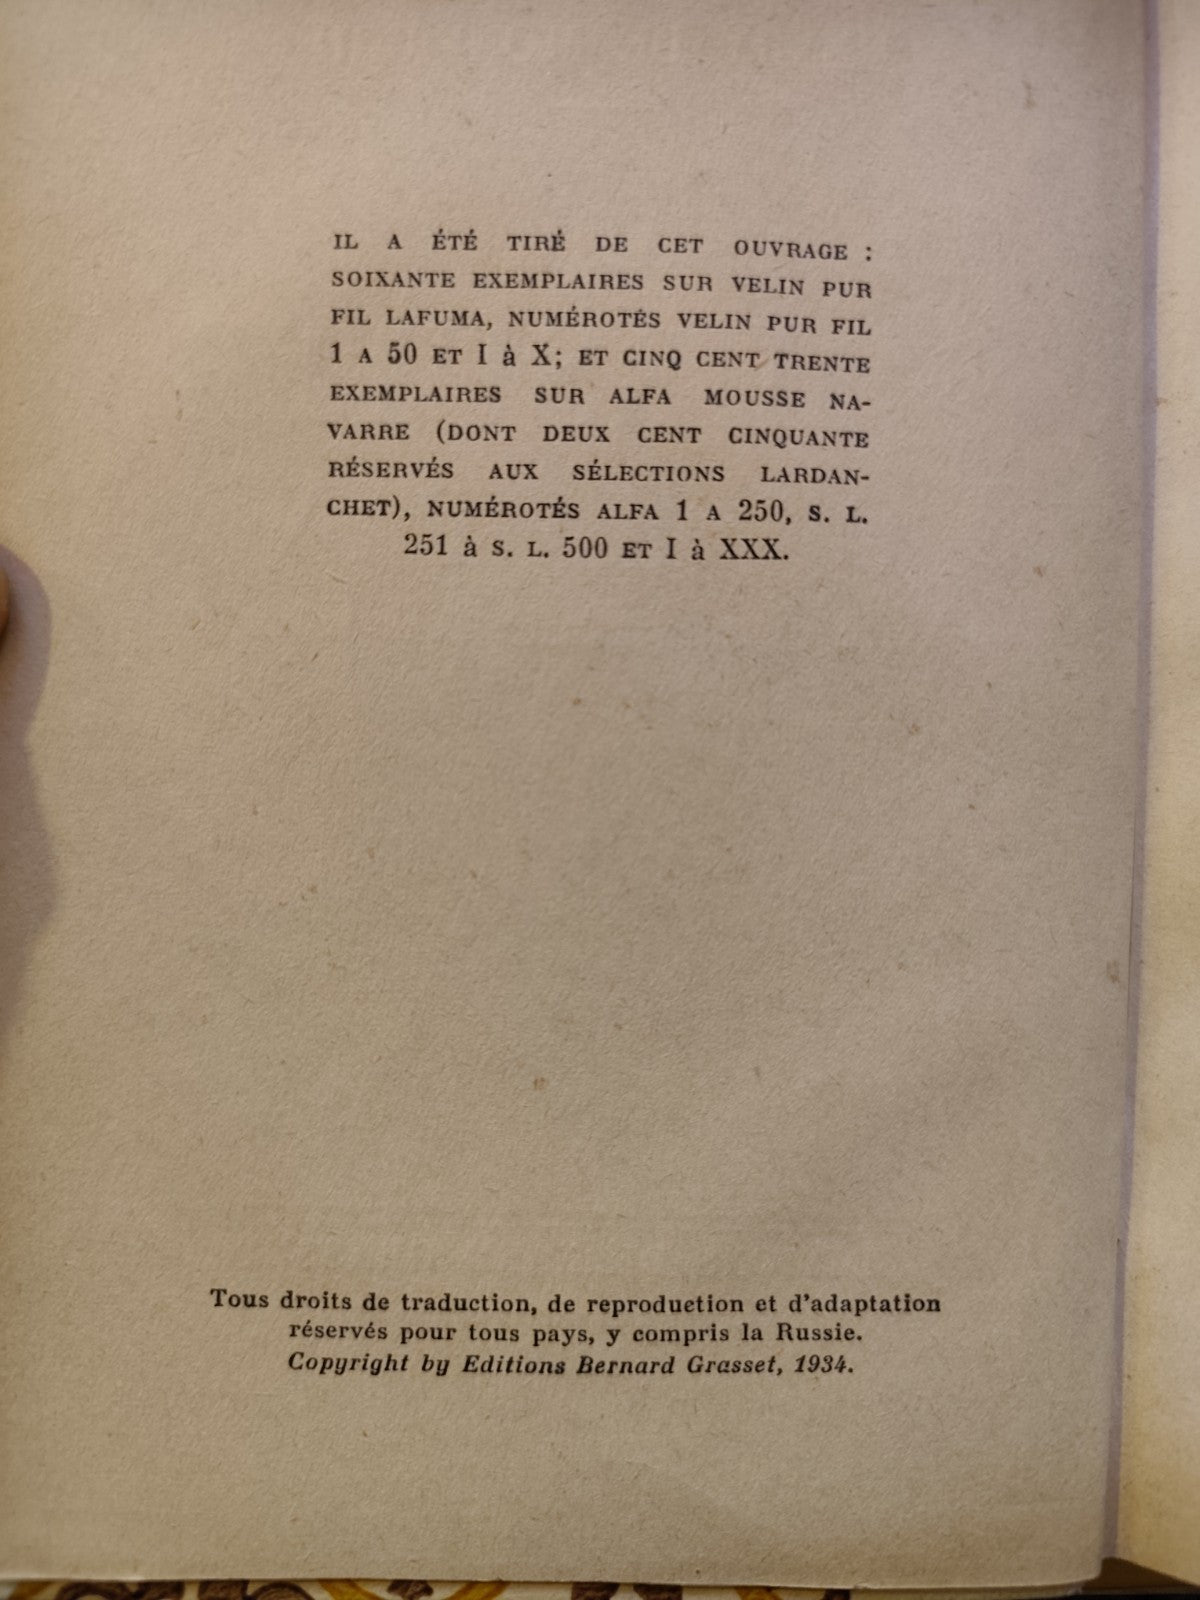 IL A ÉTÉ TIRÉ DE CET OUVRAGE :
SOIXANTE EXEMPLAIRES SUR VELIN PUR
FIL LAFUMA, NUMÉROTÉS VELIN PUR FIL
1 A 50 ET I à X; ET CINQ CENT TRENTE
EXEMPLAIRES SUR ALFA MOUSSE NA-
VARRE (DONT DEUX CENT CINQUANTE
RÉSERVÉS AUX SÉLECTIONS LARDAN-
CHET), NUMÉROTÉS ALFA 1 A 250, S. L.
251 à S. L. 500 ET I à XXX.
Tous droits de traduction, de reproduetion et d'adaptation
réservés pour tous pays, y compris la Russie.
Copyright by Editions Bernard Grasset, 1934.